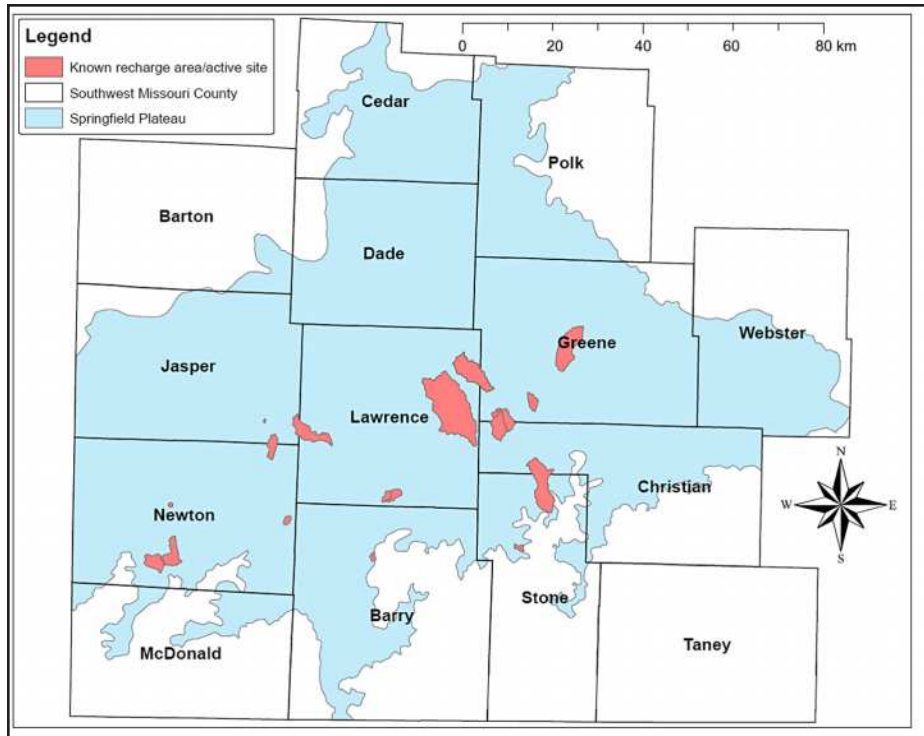 Legend
Known recharge area/active site
Southwest Missouri County
Springfield Plateau
0 20 40 60 80 km
Cedar
Polk
Barton
Dade
Webster
Greene
Jasper
Lawrence
Christian
N
W E
S
Newton
Stone
Barry
Taney
McDonald